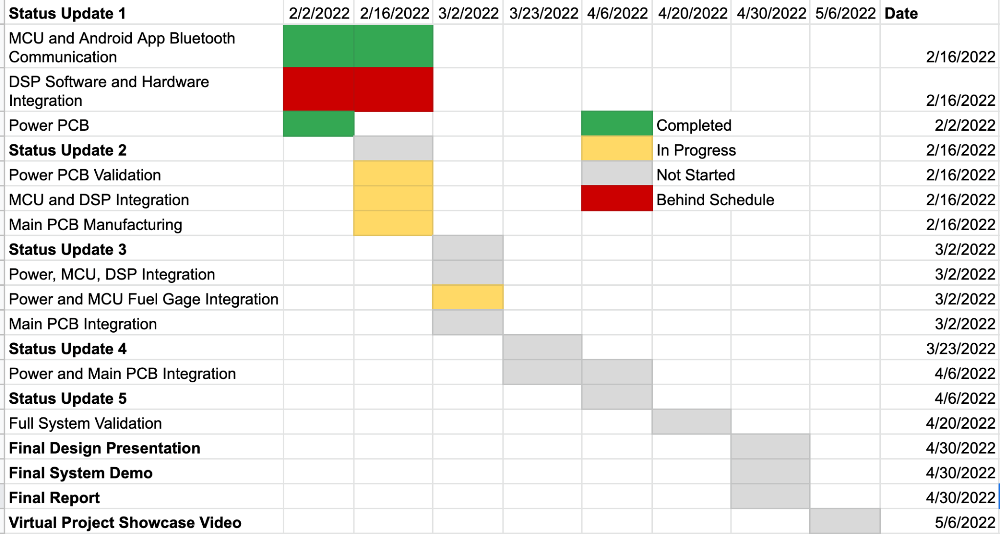 Status Update 1 2/2/2022 2/16/2022 3/2/2022 3/23/2022 4/6/2022 4/20/2022 4/30/2022 5/6/2022 Date
MCU and Android App Bluetooth
Communication 2/16/2022
DSP Software and Hardware
Integration 2/16/2022
Power PCB Completed 2/2/2022
Status Update 2 In Progress 2/16/2022
Power PCB Validation Not Started 2/16/2022
MCU and DSP Integration Behind Schedule 2/16/2022
Main PCB Manufacturing 2/16/2022
Status Update 3 3/2/2022
Power, MCU, DSP Integration 3/2/2022
Power and MCU Fuel Gage Integration 3/2/2022
Main PCB Integration 3/2/2022
Status Update 4 3/23/2022
Power and Main PCB Integration 4/6/2022
Status Update 5 4/6/2022
Full System Validation 4/20/2022
Final Design Presentation 4/30/2022
Final System Demo 4/30/2022
Final Report 4/30/2022
Virtual Project Showcase Video 5/6/2022